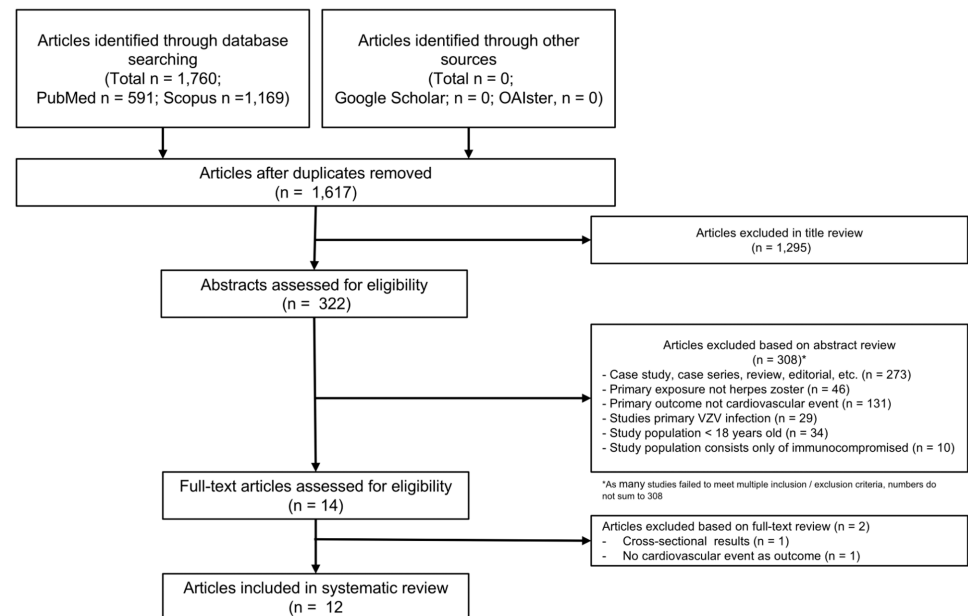 Articles identified through database
searching
(Total n = 1,760;
PubMed = 591; Scopus =1,169)
Articles identified through other
sources
(Total n = 0;
Google Scholar; n = 0; OAIster, n = 0)
Articles after duplicates removed
(n = 1,617)
Articles excluded in title review
(n = 1,295)
Abstracts assessed for eligibility
(n = 322)
Articles excluded based on abstract review
(n = 308)*
- Case study, case series, review, editorial, etc. (n = 273)
- Primary exposure not herpes zoster (n = 46)
- Primary outcome not cardiovascular event (n = 131)
- Studies primary VZV infection (n = 29)
- Study population < 18 years old (n = 34)
- Study population consists only of immunocompromised (n = 10)
*As many studies failed to meet multiple inclusion / exclusion criteria, numbers do
not sum to 308
Full-text articles assessed for eligibility
(n = 14)
Articles excluded based on full-text review (n = 2)
- Cross-sectional results (n = 1)
- No cardiovascular event as outcome (n = 1)
Articles included in systematic review
(n = 12